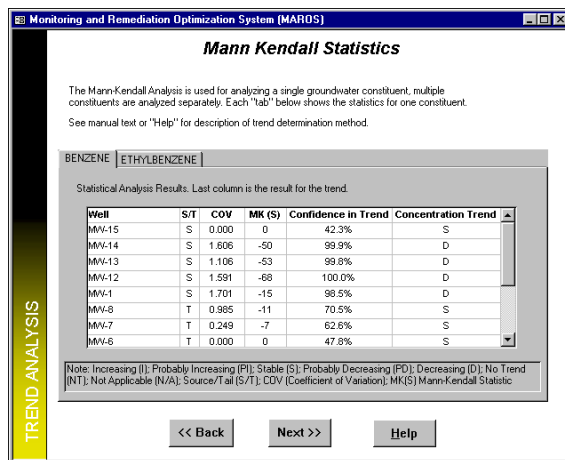 Monitoring and Remediation Optimization System (MAROS)
Mann Kendall Statistics
The Mann-Kendall Analysis is used for analyzing a single groundwater constituent, multiple
constituents are analyzed separately. Each "tab" below shows the statistics for one constituent.
See manual text or "Help" for description of trend determination method.
BENZENE ETHYLBENZENE
Statistical Analysis Results. Last column is the result for the trend.
Well S/T COV MK (S) Confidence in Trend Concentration Trend
MW-15 S 0.000 0 42.3% S
MW-14 S 1.606 -50 99.9% D
MW-13 S 1.106 -53 99.8% D
MW-12 S 1.591 -68 100.0% D
MW-1 S 1.701 -15 98.5% D
MW-8 T 0.985 -11 70.5% S
MW-7 T 0.249 -7 62.6% S
MW-6 T 0.000 0 47.8% S
Note: Increasing (I); Probably Increasing (PI); Stable (S); Probably Decreasing (PD); Decreasing (D); No Trend
(NT); Not Applicable (N/A); Source/Tail (S/T); COV (Coefficient of Variation); MK(S) Mann-Kendall Statistic
TREND ANALYSIS
<< Back Next >> Help